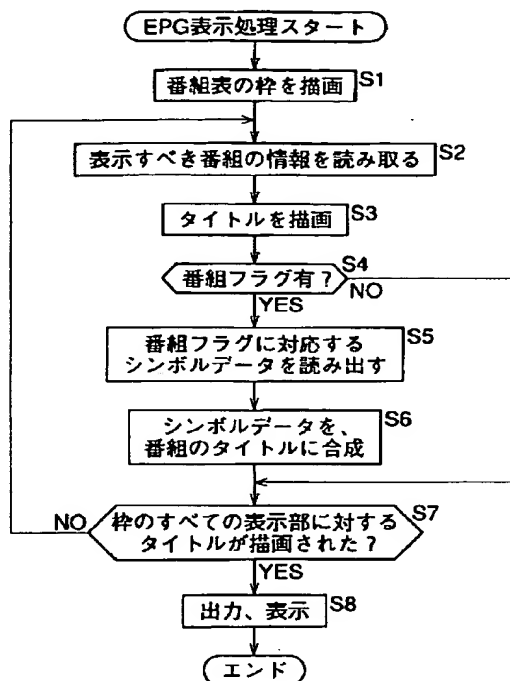 EPG表示処理スタート
番組表の枠を描画 S1
表示すべき番組の情報を読み取る S2
タイトルを描画 S3
番組フラグ有? S4
NO
YES
番組フラグに対応する S5
シンボルデータを読み出す
シンボルデータを、 S6
番組のタイトルに合成
NO 枠のすべての表示部に対する S7
タイトルが描画された?
YES
出力、表示 S8
エンド